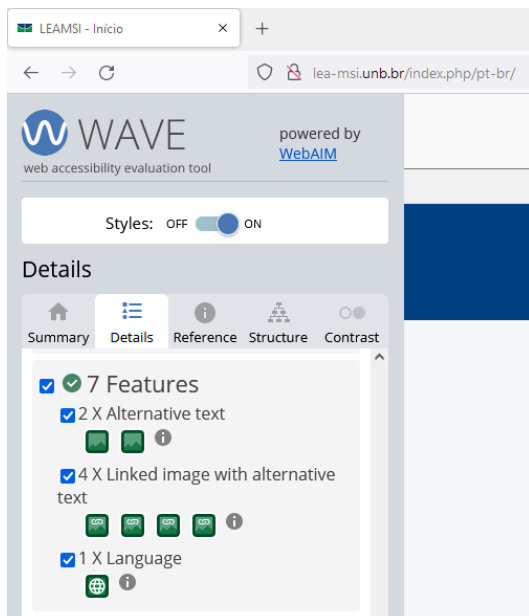 LEAMSI - Início
lea-msi.unb.br/index.php/pt-br/
WAVE
web accessibility evaluation tool
powered by
WebAIM
Styles: OFF ON
Details
Summary Details Reference Structure Contrast
7 Features
2 X Alternative text
4 X Linked image with alternative
text
1 X Language